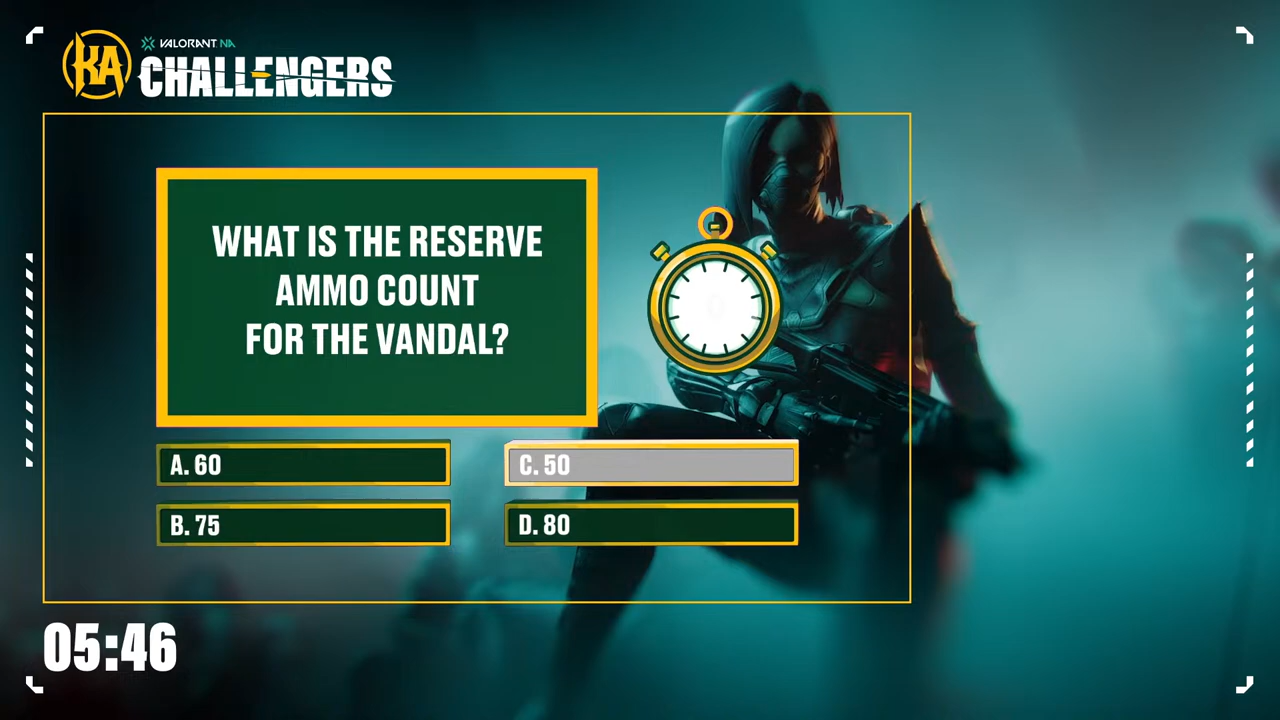 KA
VALORANT NA
CHALLENGERS
WHAT IS THE RESERVE
AMMO COUNT
FOR THE VANDAL?
A. 60
C. 50
B. 75
D. 80
05:46